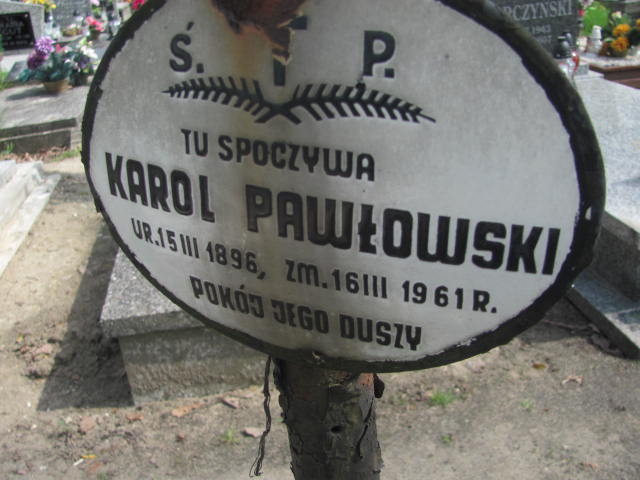 Ś. † P.
TU SPOCZYWA
KAROL PAWŁOWSKI
UR. 15 III 1896, ZM. 16 III 1961 R.
POKÓJ JEGO DUSZY